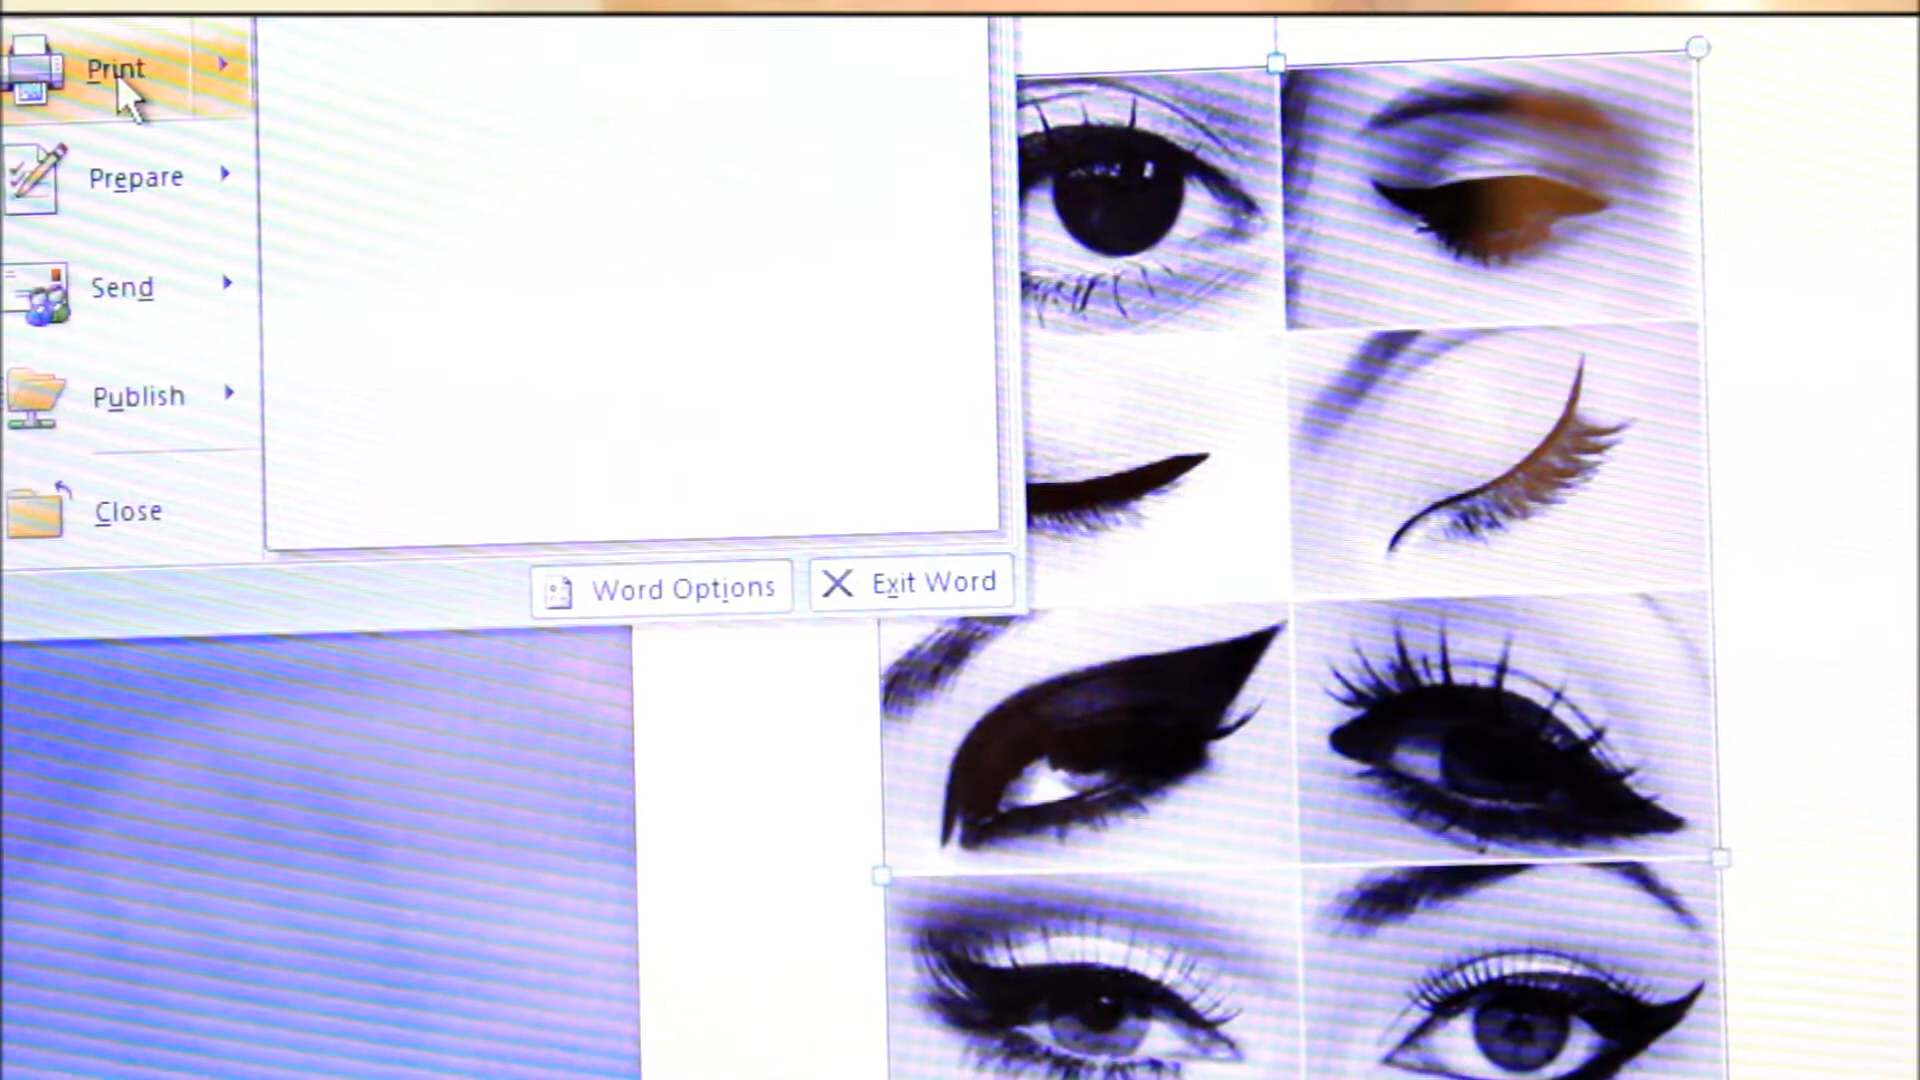 Print
Prepare
Send
Publish
Close
Word Options
Exit Word